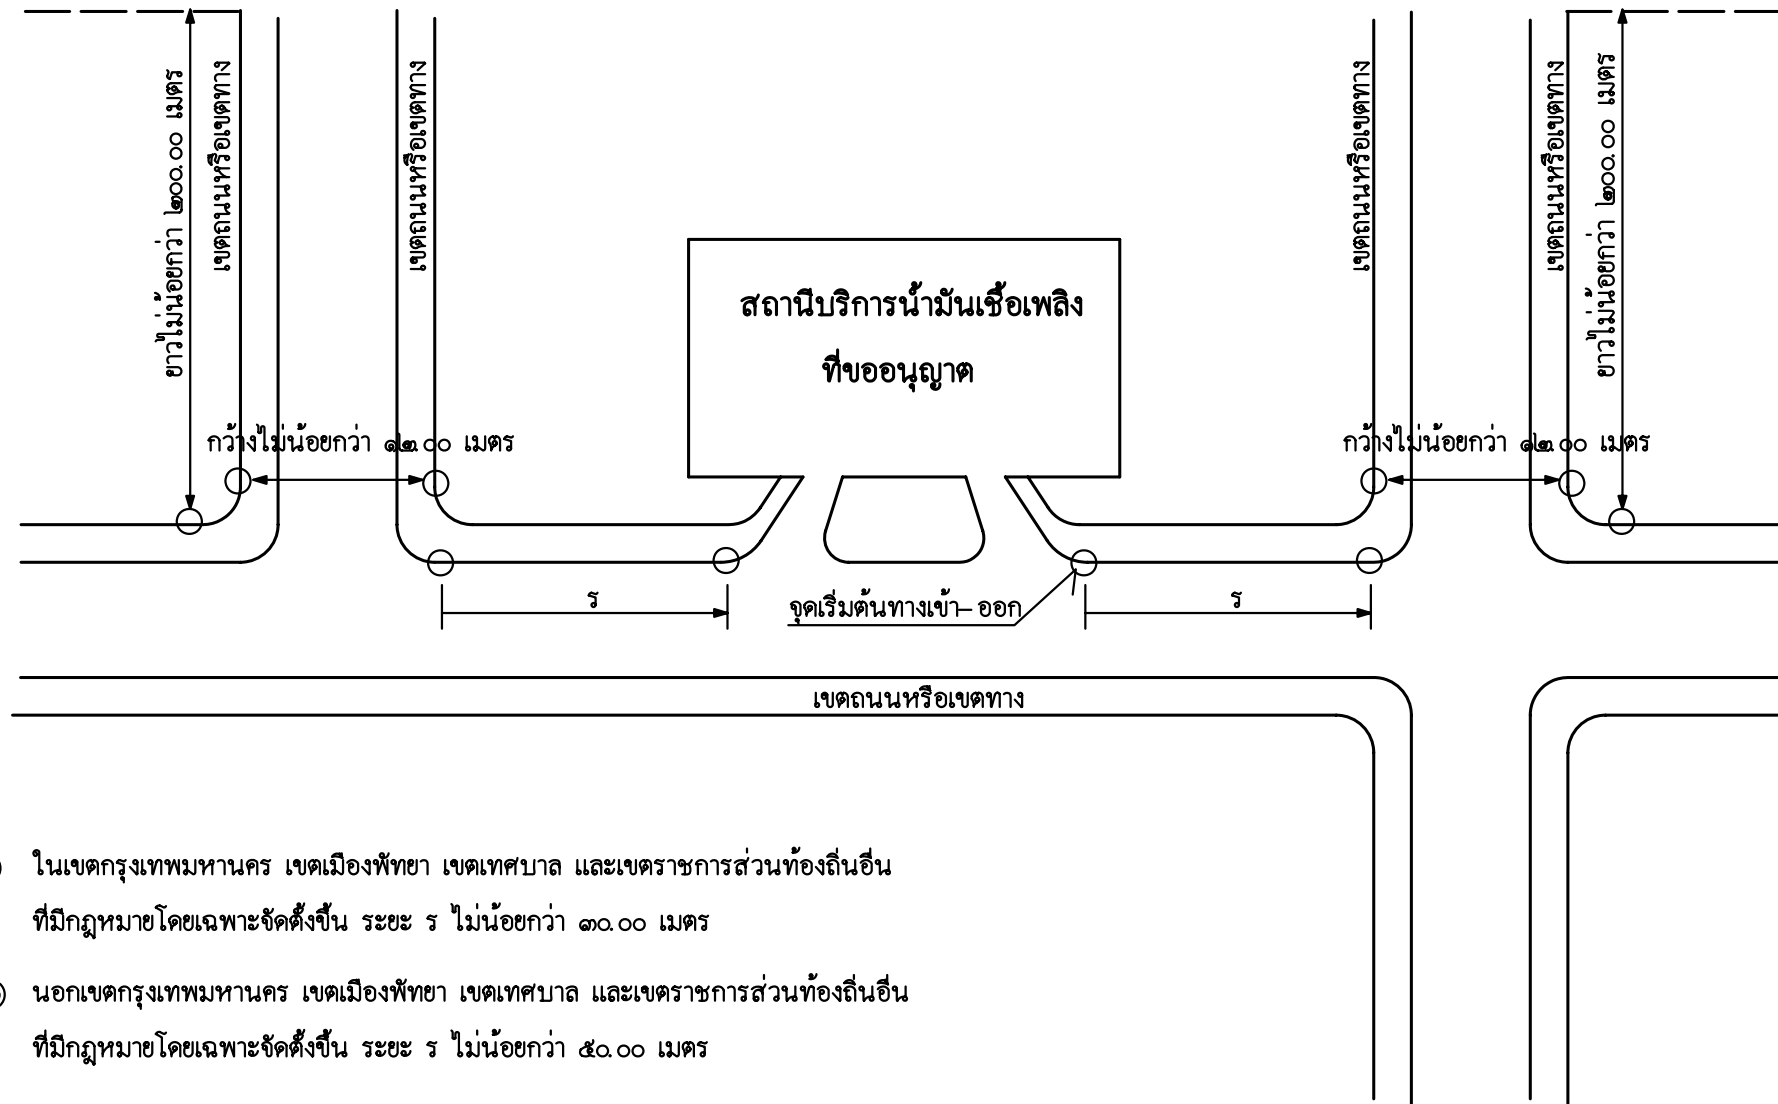 ยาวไม่น้อยกว่า ๒๐๐.๐๐ เมตร
เขตถนนหรือเขตทาง
เขตถนนหรือเขตทาง
เขตถนนหรือเขตทาง
เขตถนนหรือเขตทาง
ยาวไม่น้อยกว่า ๒๐๐.๐๐ เมตร
สถานีบริการน้ำมันเชื้อเพลิง
ที่ขออนุญาต
กว้างไม่น้อยกว่า ๑๒.๐๐ เมตร
กว้างไม่น้อยกว่า ๑๒.๐๐ เมตร
ร
จุดเริ่มต้นทางเข้า–ออก
ร
เขตถนนหรือเขตทาง
ในเขตกรุงเทพมหานคร เขตเมืองพัทยา เขตเทศบาล และเขตราชการส่วนท้องถิ่นอื่น
ที่มีกฎหมายโดยเฉพาะจัดตั้งขึ้น ระยะ ร ไม่น้อยกว่า ๓๐.๐๐ เมตร
นอกเขตกรุงเทพมหานคร เขตเมืองพัทยา เขตเทศบาล และเขตราชการส่วนท้องถิ่นอื่น
ที่มีกฎหมายโดยเฉพาะจัดตั้งขึ้น ระยะ ร ไม่น้อยกว่า ๕๐.๐๐ เมตร